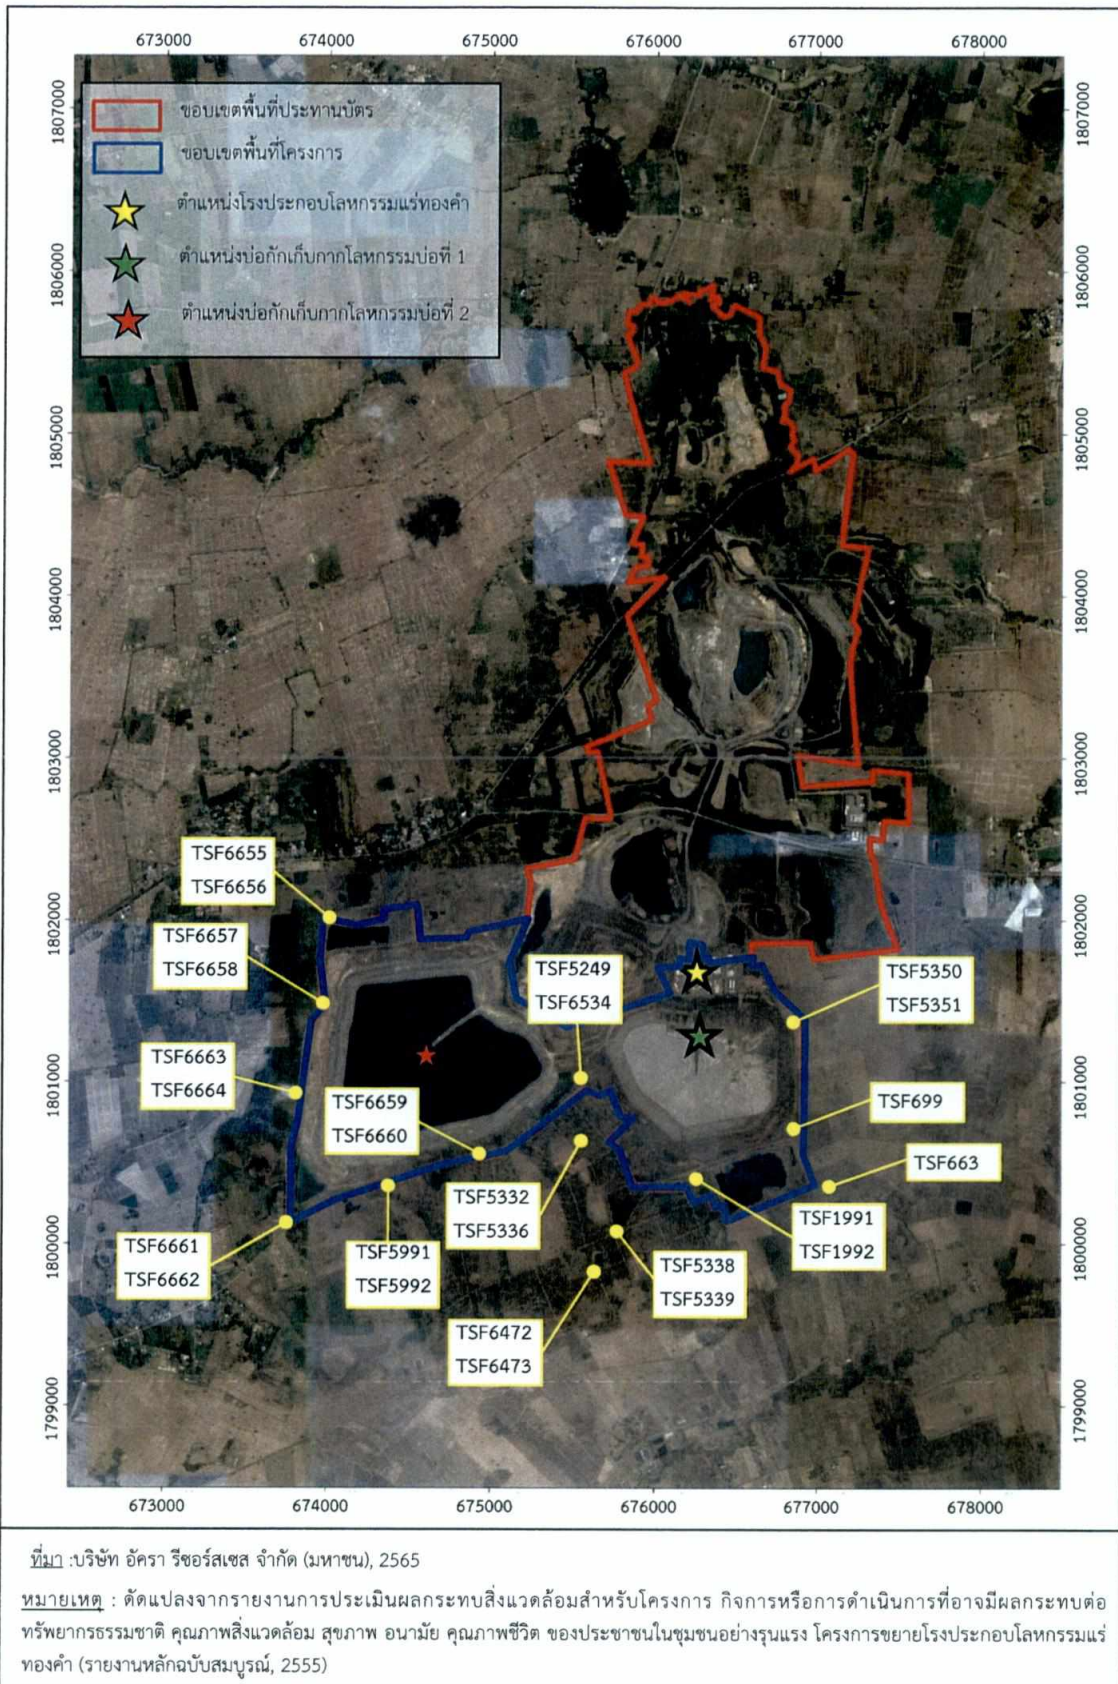 673000 674000 675000 676000 677000 678000
ขอบเขตพื้นที่ประทานบัตร
ขอบเขตพื้นที่โครงการ
ตำแหน่งโรงประกอบโลหกรรมแร่ทองคำ
ตำแหน่งบ่อกักเก็บกากโลหกรรมบ่อที่ 1
ตำแหน่งบ่อกักเก็บกากโลหกรรมบ่อที่ 2
1807000 1807000
1806000 1806000
1805000 1805000
1804000 1804000
1803000 1803000
1802000 1802000
1801000 1801000
1800000 1800000
1799000 1799000
TSF6655
TSF6656
TSF6657
TSF6658
TSF5249
TSF6534
TSF5350
TSF5351
TSF6663
TSF6664
TSF6659
TSF6660
TSF699
TSF663
TSF5332
TSF5336
TSF1991
TSF1992
TSF6661
TSF6662
TSF5991
TSF5992
TSF5338
TSF5339
TSF6472
TSF6473
673000 674000 675000 676000 677000 678000
ที่มา :บริษัท อัครา รีซอร์สเซส จำกัด (มหาชน), 2565
หมายเหตุ : ดัดแปลงจากรายงานการประเมินผลกระทบสิ่งแวดล้อมสำหรับโครงการ กิจการหรือการดำเนินการที่อาจมีผลกระทบต่อ
ทรัพยากรธรรมชาติ คุณภาพสิ่งแวดล้อม สุขภาพ อนามัย คุณภาพชีวิต ของประชาชนในชุมชนอย่างรุนแรง โครงการขยายโรงประกอบโลหกรรมแร่
ทองคำ (รายงานหลักฉบับสมบูรณ์, 2555)